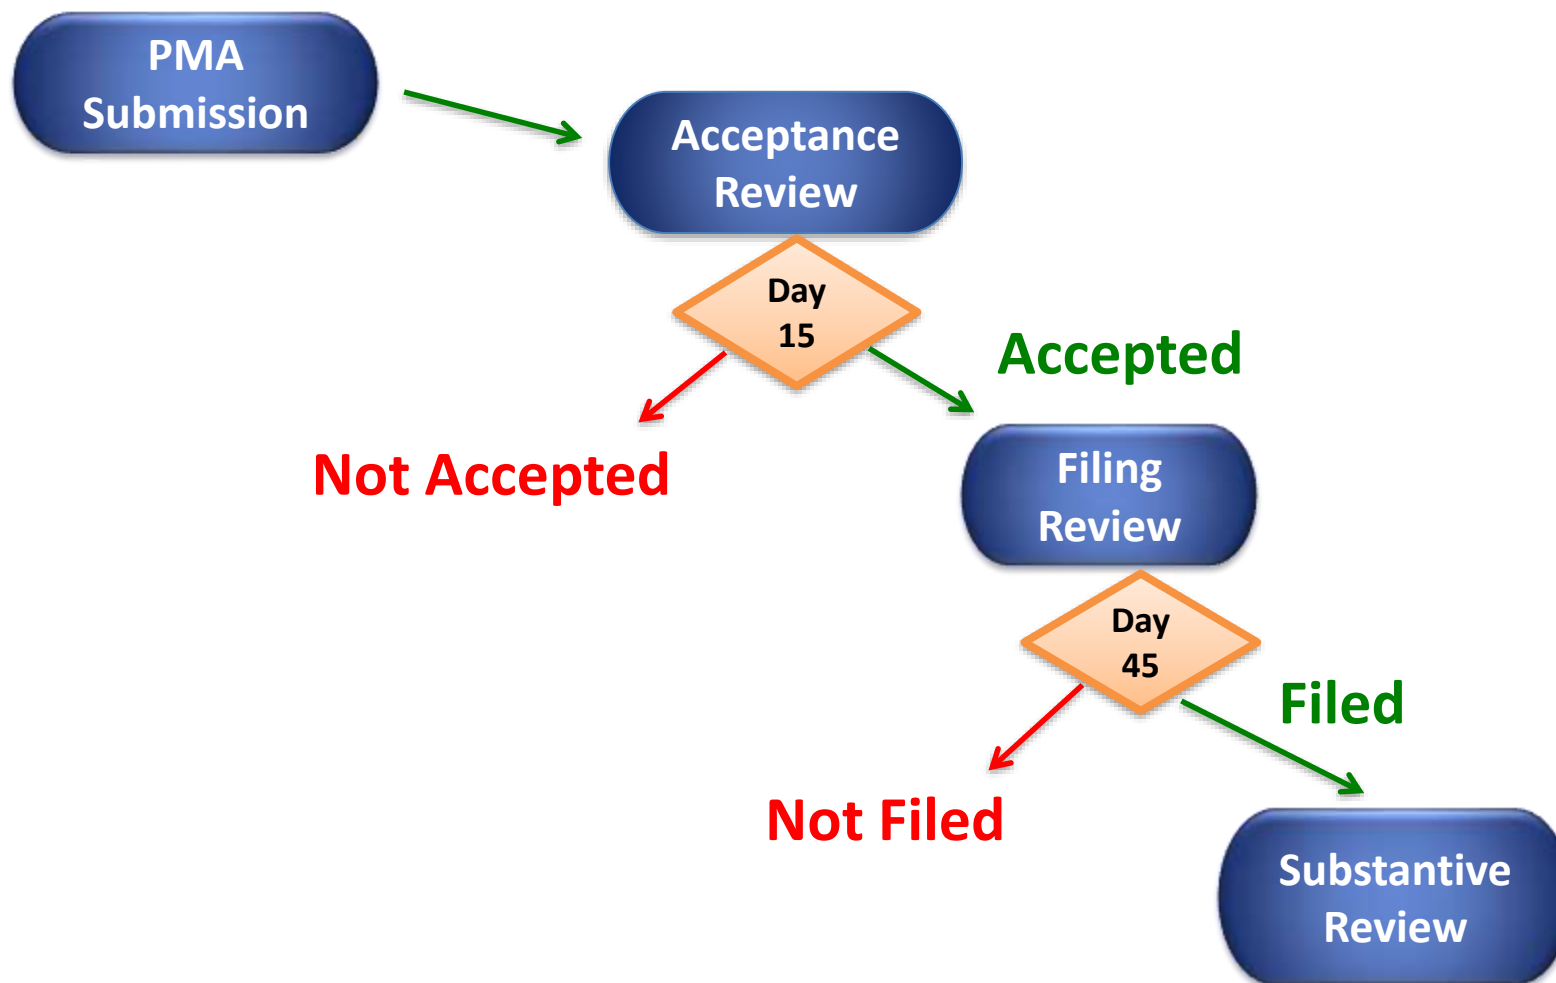 PMA
Submission
Acceptance
Review
Day
15
Accepted
Not Accepted
Filing
Review
Day
45
Filed
Not Filed
Substantive
Review